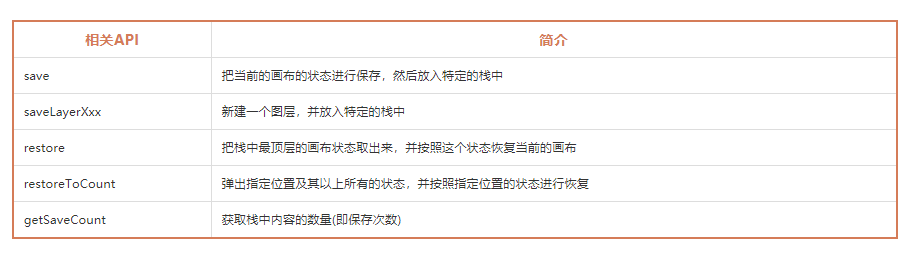 相关API 简介
save 把当前的画布的状态进行保存，然后放入特定的栈中
saveLayerXxx 新建一个图层，并放入特定的栈中
restore 把栈中最顶层的画布状态取出来，并按照这个状态恢复当前的画布
restoreToCount 弹出指定位置及其以上所有的状态，并按照指定位置的状态进行恢复
getSaveCount 获取栈中内容的数量(即保存次数)